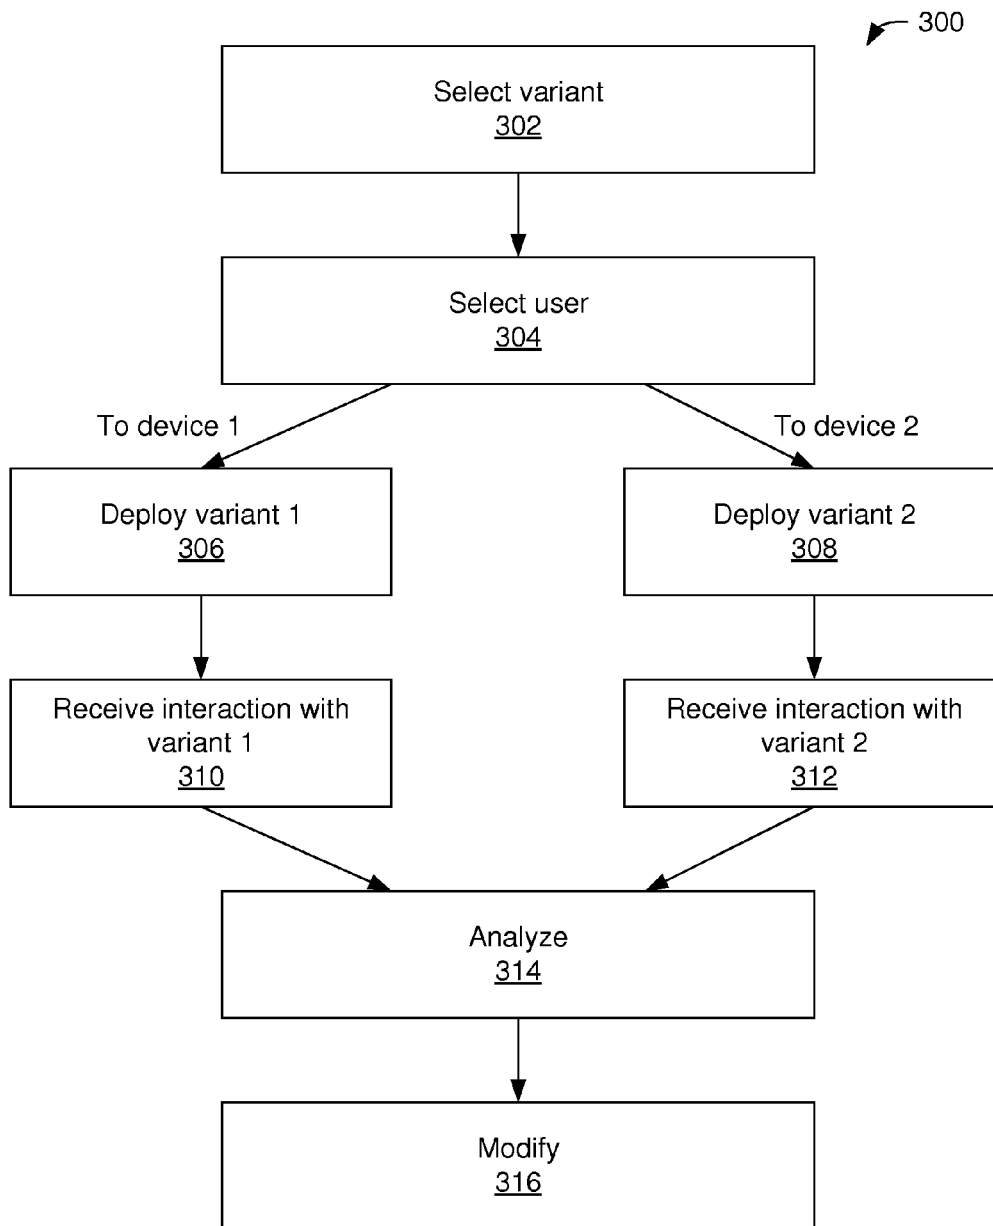 300
Select variant
302
Select user
304
To device 1
To device 2
Deploy variant 1
306
Deploy variant 2
308
Receive interaction with
variant 1
310
Receive interaction with
variant 2
312
Analyze
314
Modify
316